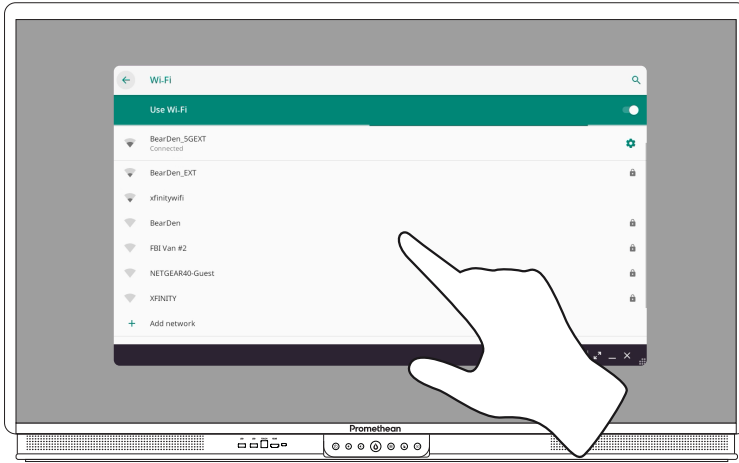 Wi-Fi
Use Wi-Fi
BearDen_5GEXT
Connected
BearDen_EXT
xfinitywifi
BearDen
FBI Van #2
NETGEAR40-Guest
XFINITY
Add network
Promethean